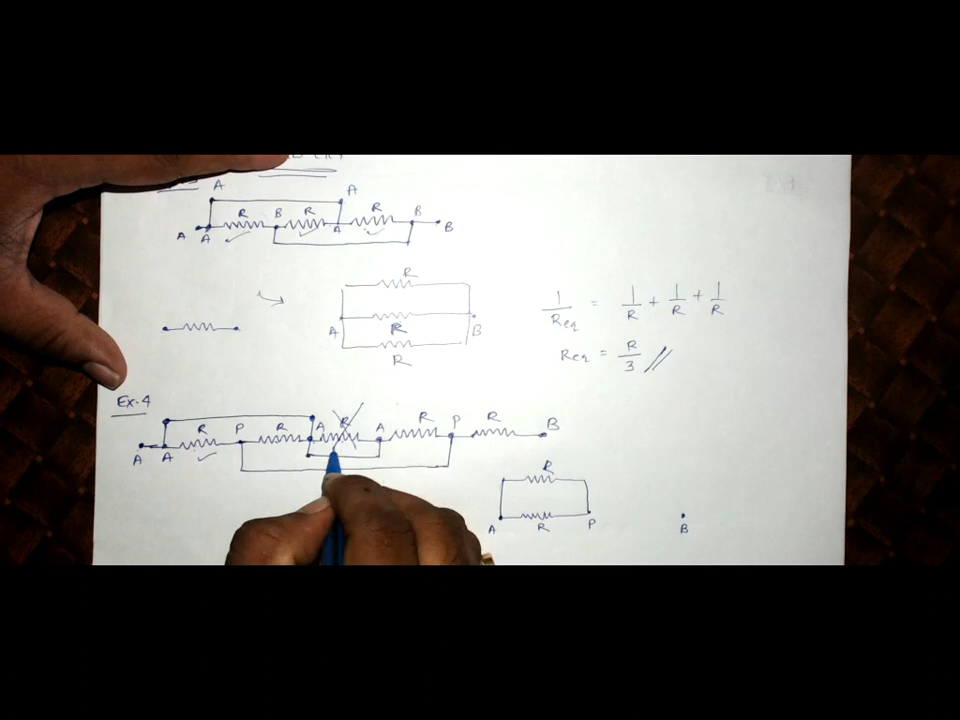 A A
R B R R B
A A A B
R
1/Req = 1/R + 1/R + 1/R
A R B
R
Req = R/3 //
Ex.4
R P R A R A R P R B
A A
R
A R P B